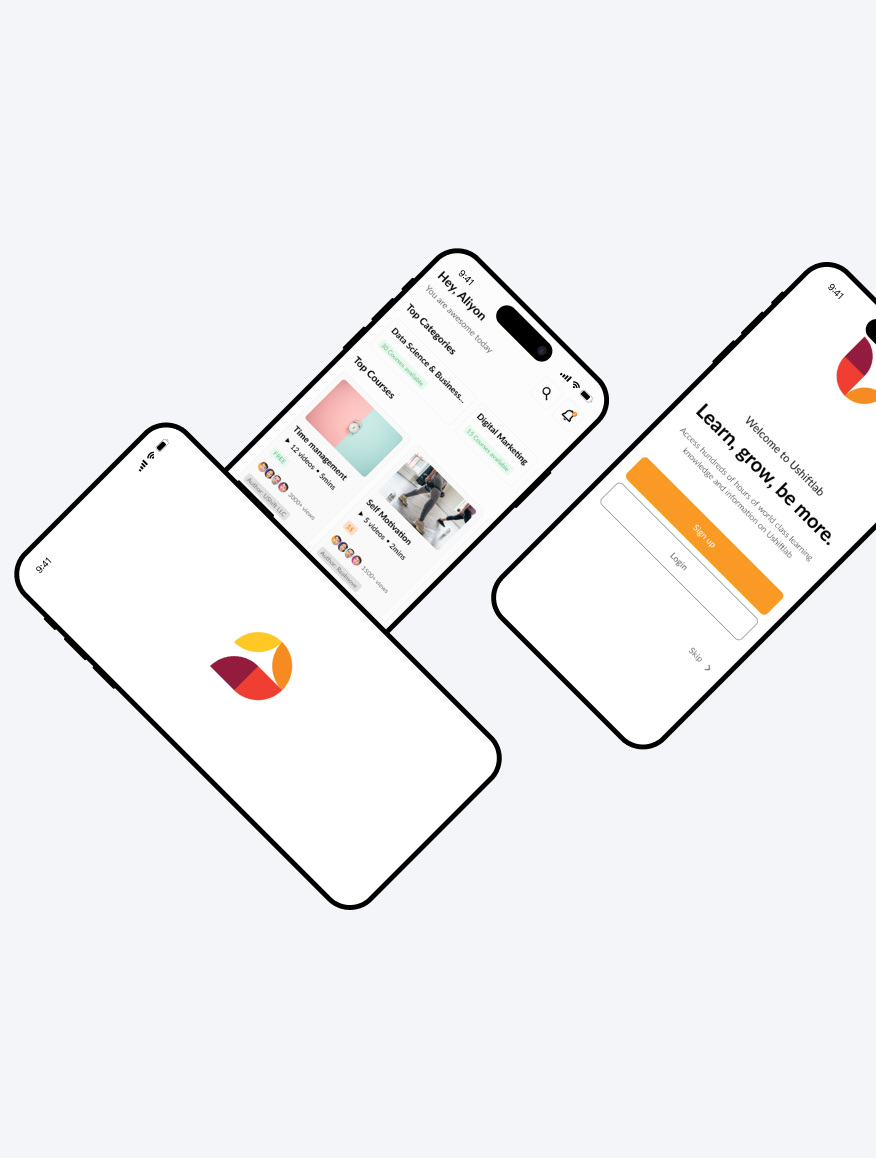 9:41
Hey, Aliyon
You are awesome today
Top Categories
Data Science & Business...
30 Courses available
Digital Marketing
15 Courses available
Top Courses
Time management
12 videos • 5mins
FREE
3000+ views
Author: UShift LLC
Self Motivation
5 videos • 2mins
1500+ views
9:41
9:41
Welcome to Ushiftlab
Learn, grow, be more.
Access hundreds of hours of world class learning
knowledge and information on Ushiftlab
Sign up
Login
Skip